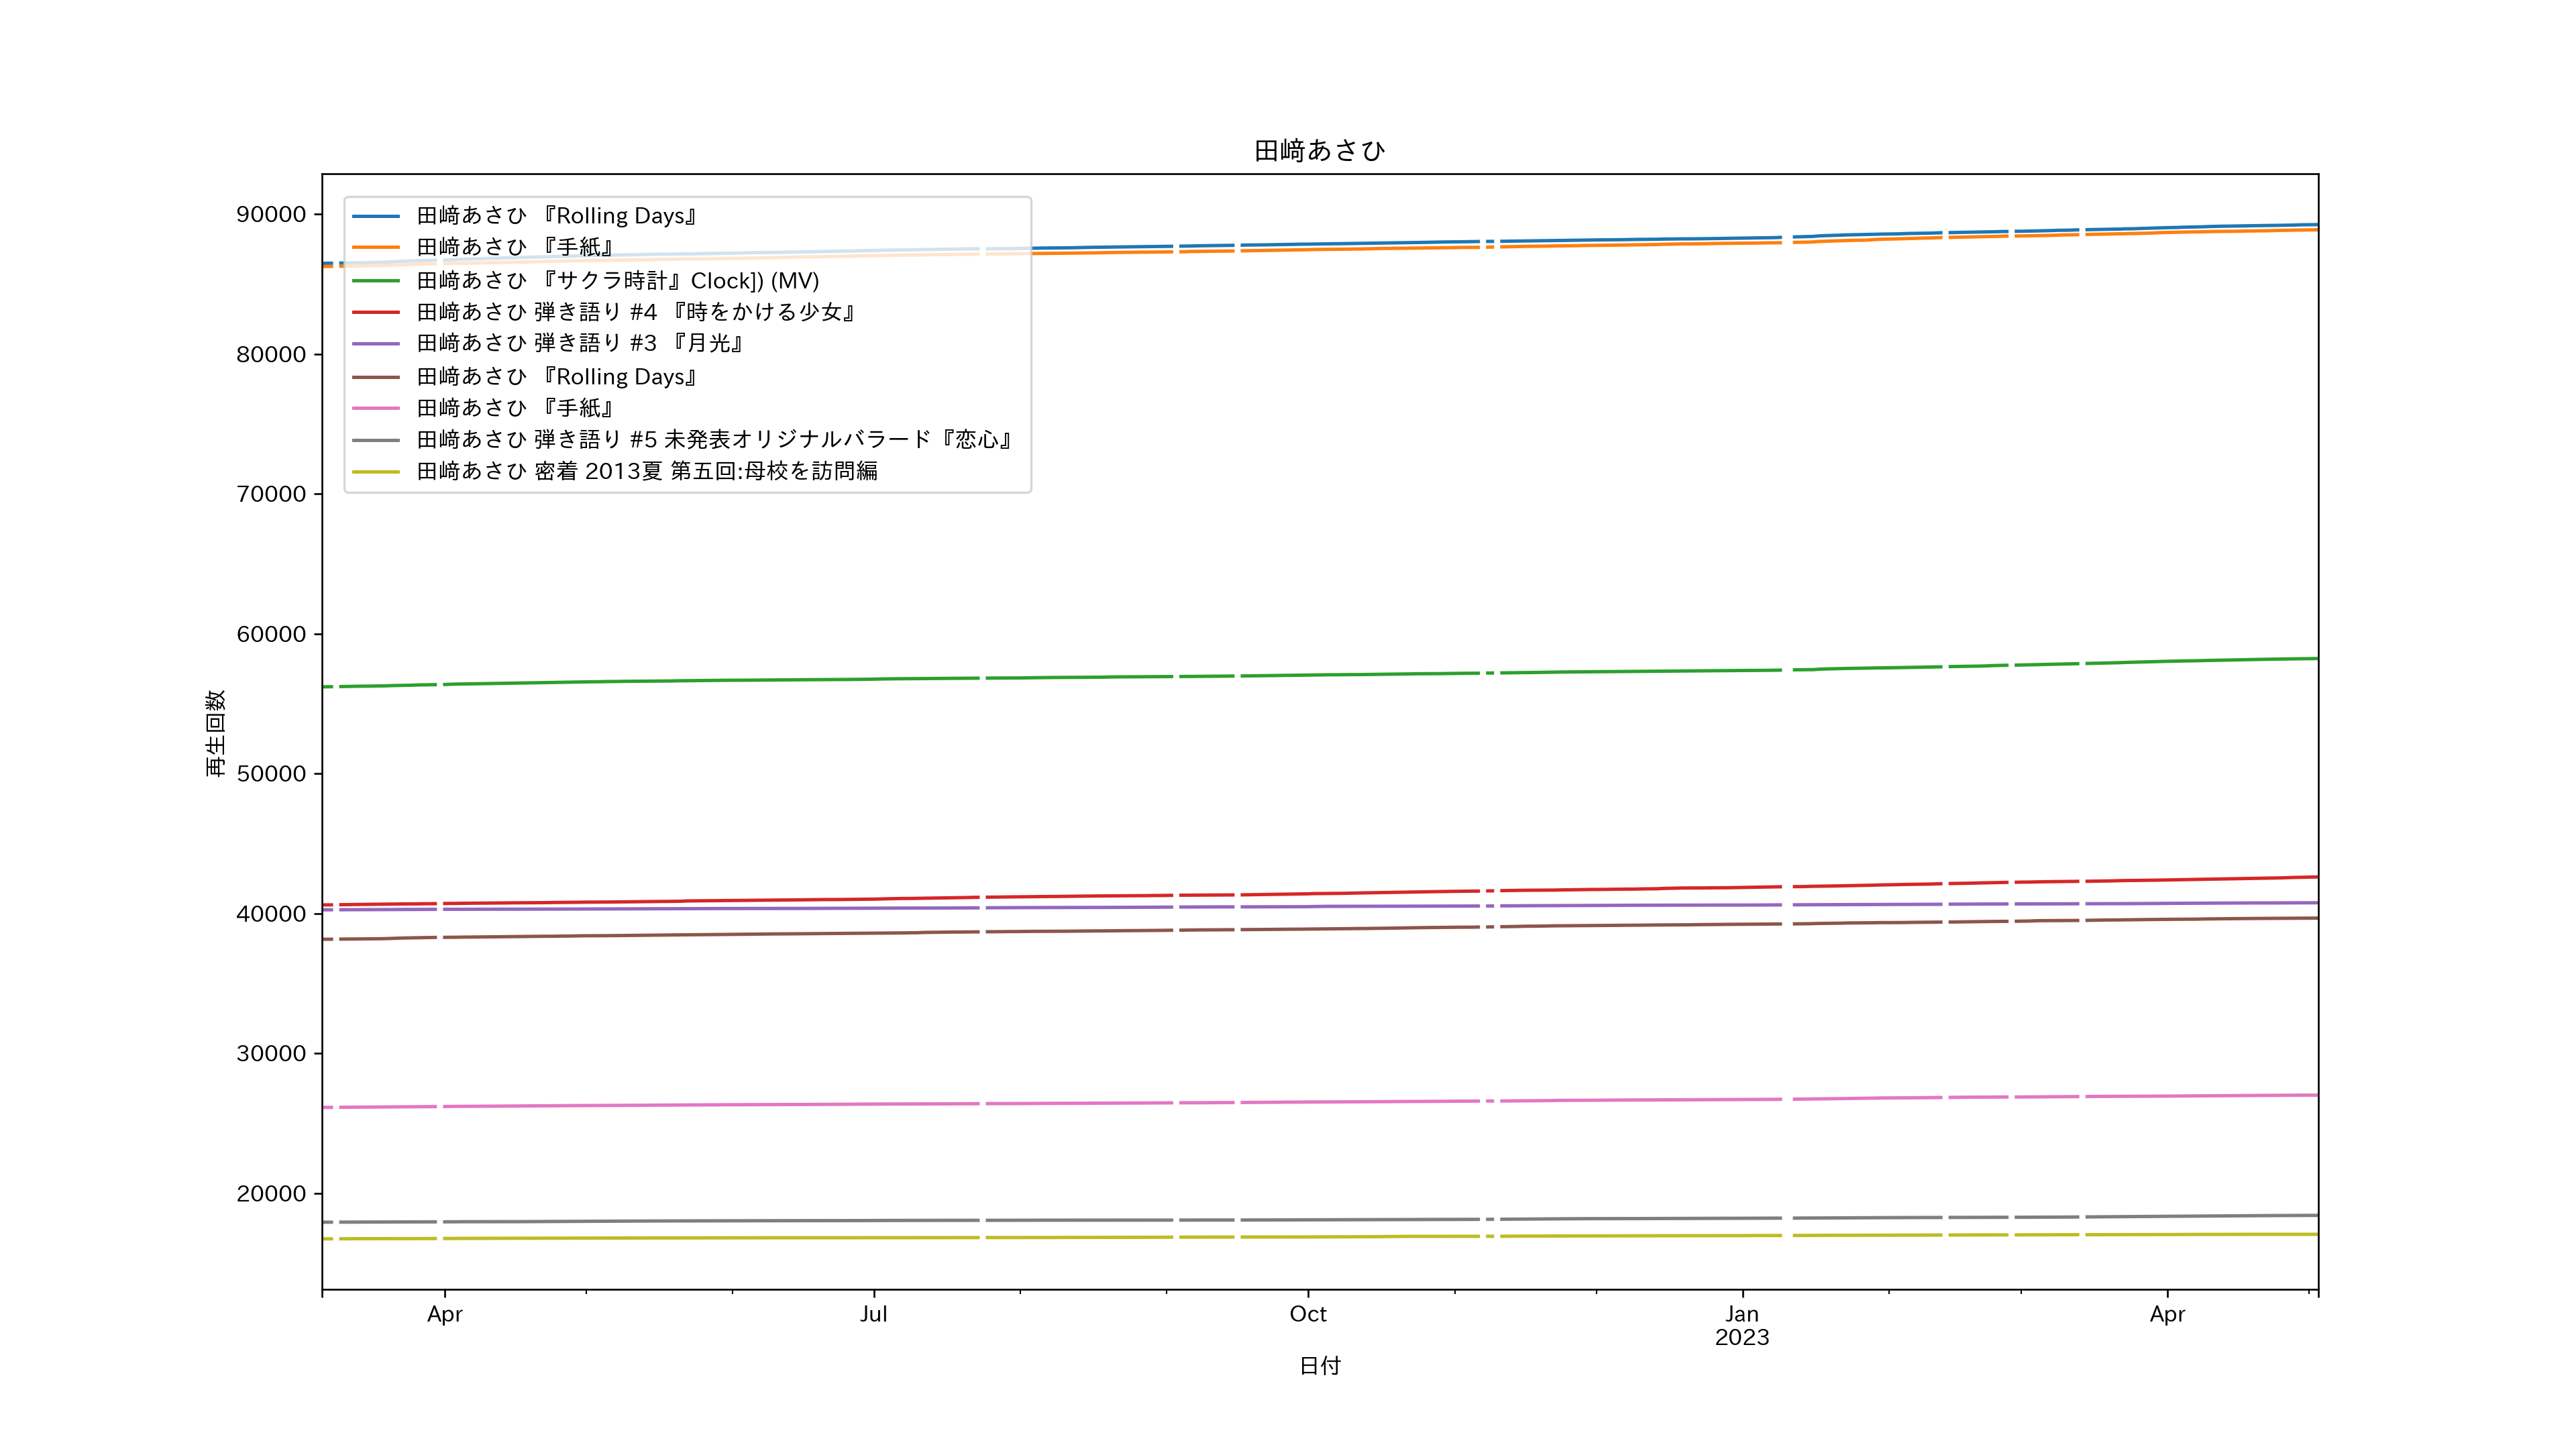 田﨑あさひ
90000
80000
70000
60000
50000
40000
30000
20000
再生回数
田﨑あさひ 『Rolling Days』
田﨑あさひ 『手紙』
田﨑あさひ 『サクラ時計』Clock]) (MV)
田﨑あさひ 弾き語り #4 『時をかける少女』
田﨑あさひ 弾き語り #3 『月光』
田﨑あさひ 『Rolling Days』
田﨑あさひ 『手紙』
田﨑あさひ 弾き語り #5 未発表オリジナルバラード『恋心』
田﨑あさひ 密着 2013夏 第五回:母校を訪問編
Apr Jul Oct Jan Apr
2023
日付